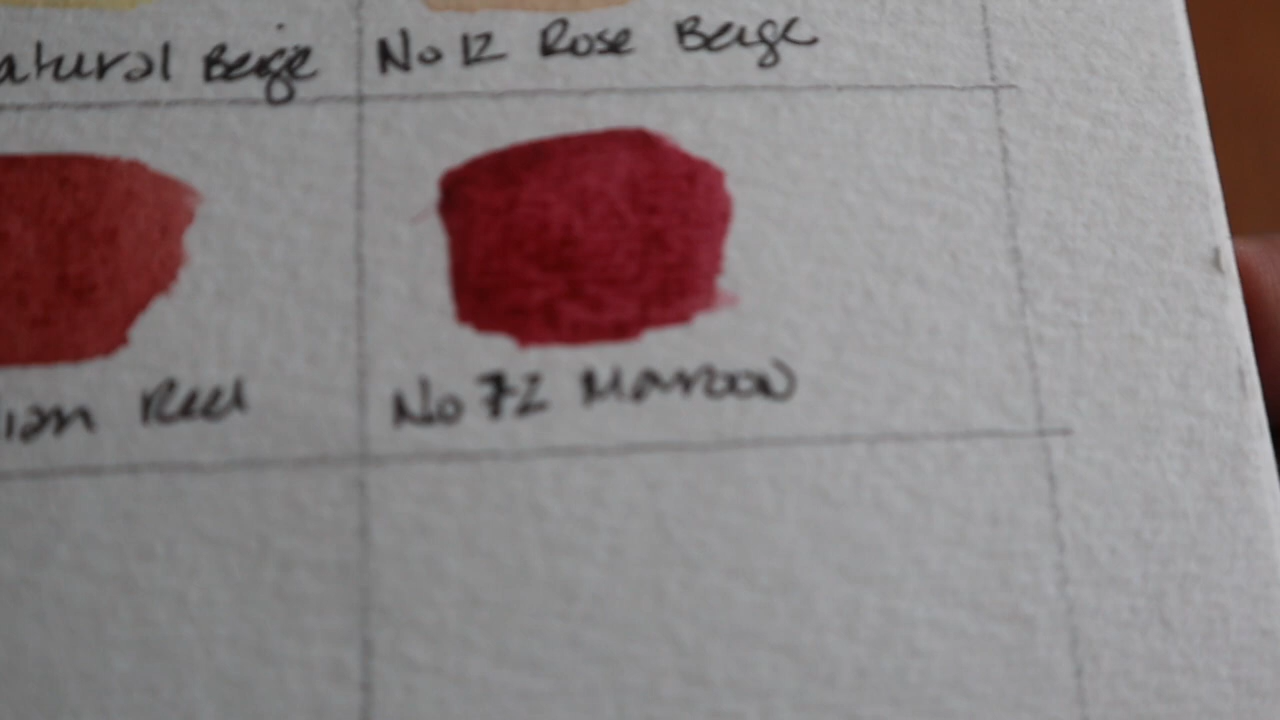 atural Beige
No 12 Rose Beige
ian Red
No 72 Maroon